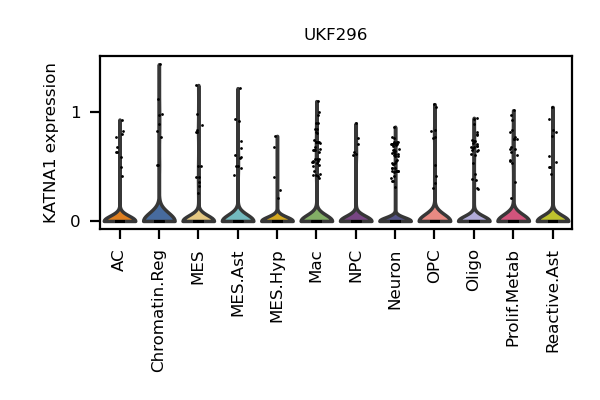 UKF296
KATNA1 expression
1
0
AC
Chromatin.Reg
MES
MES.Ast
MES.Hyp
Mac
NPC
Neuron
OPC
Oligo
Prolif.Metab
Reactive.Ast